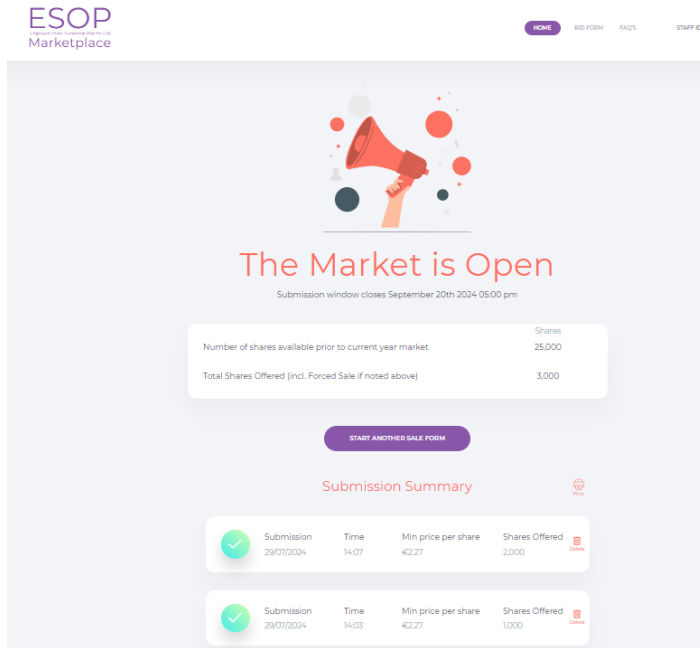 ESOP
Marketplace
HOME BID FORM FAQ'S STAFF ID
The Market is Open
Submission window closes September 20th 2024 05:00 pm
Shares
Number of shares available prior to current year market 25,000
Total Shares Offered (incl. Forced Sale if noted above) 3,000
START ANOTHER SALE FORM
Submission Summary
Print
Submission Time Min price per share Shares Offered
29/07/2024 14:07 €2.27 2,000
Delete
Submission Time Min price per share Shares Offered
29/07/2024 14:03 €2.27 1,000
Delete